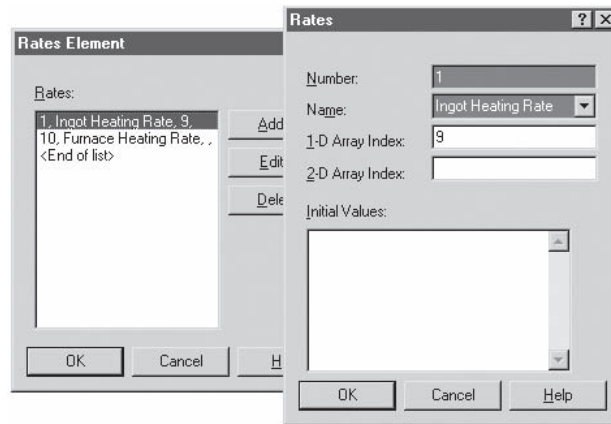 Rates Element
Rates:
1, Ingot Heating Rate, 9,
10, Furnace Heating Rate, ,
<End of list>
Add
Edit
Dele
OK
Cancel
H
Rates
?
Number:
1
Name:
Ingot Heating Rate
1-D Array Index:
9
2-D Array Index:
Initial Values:
OK
Cancel
Help